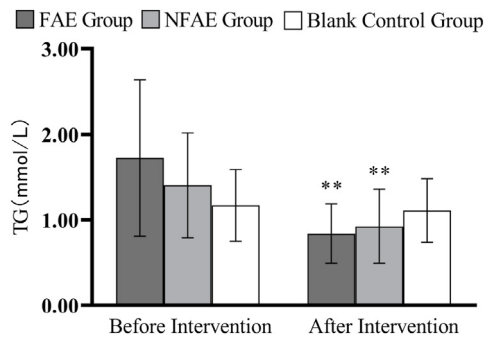 FAE Group NFAE Group Blank Control Group
3.00
2.00
1.00
0.00
TG(mmol/L)
** **
Before Intervention After Intervention